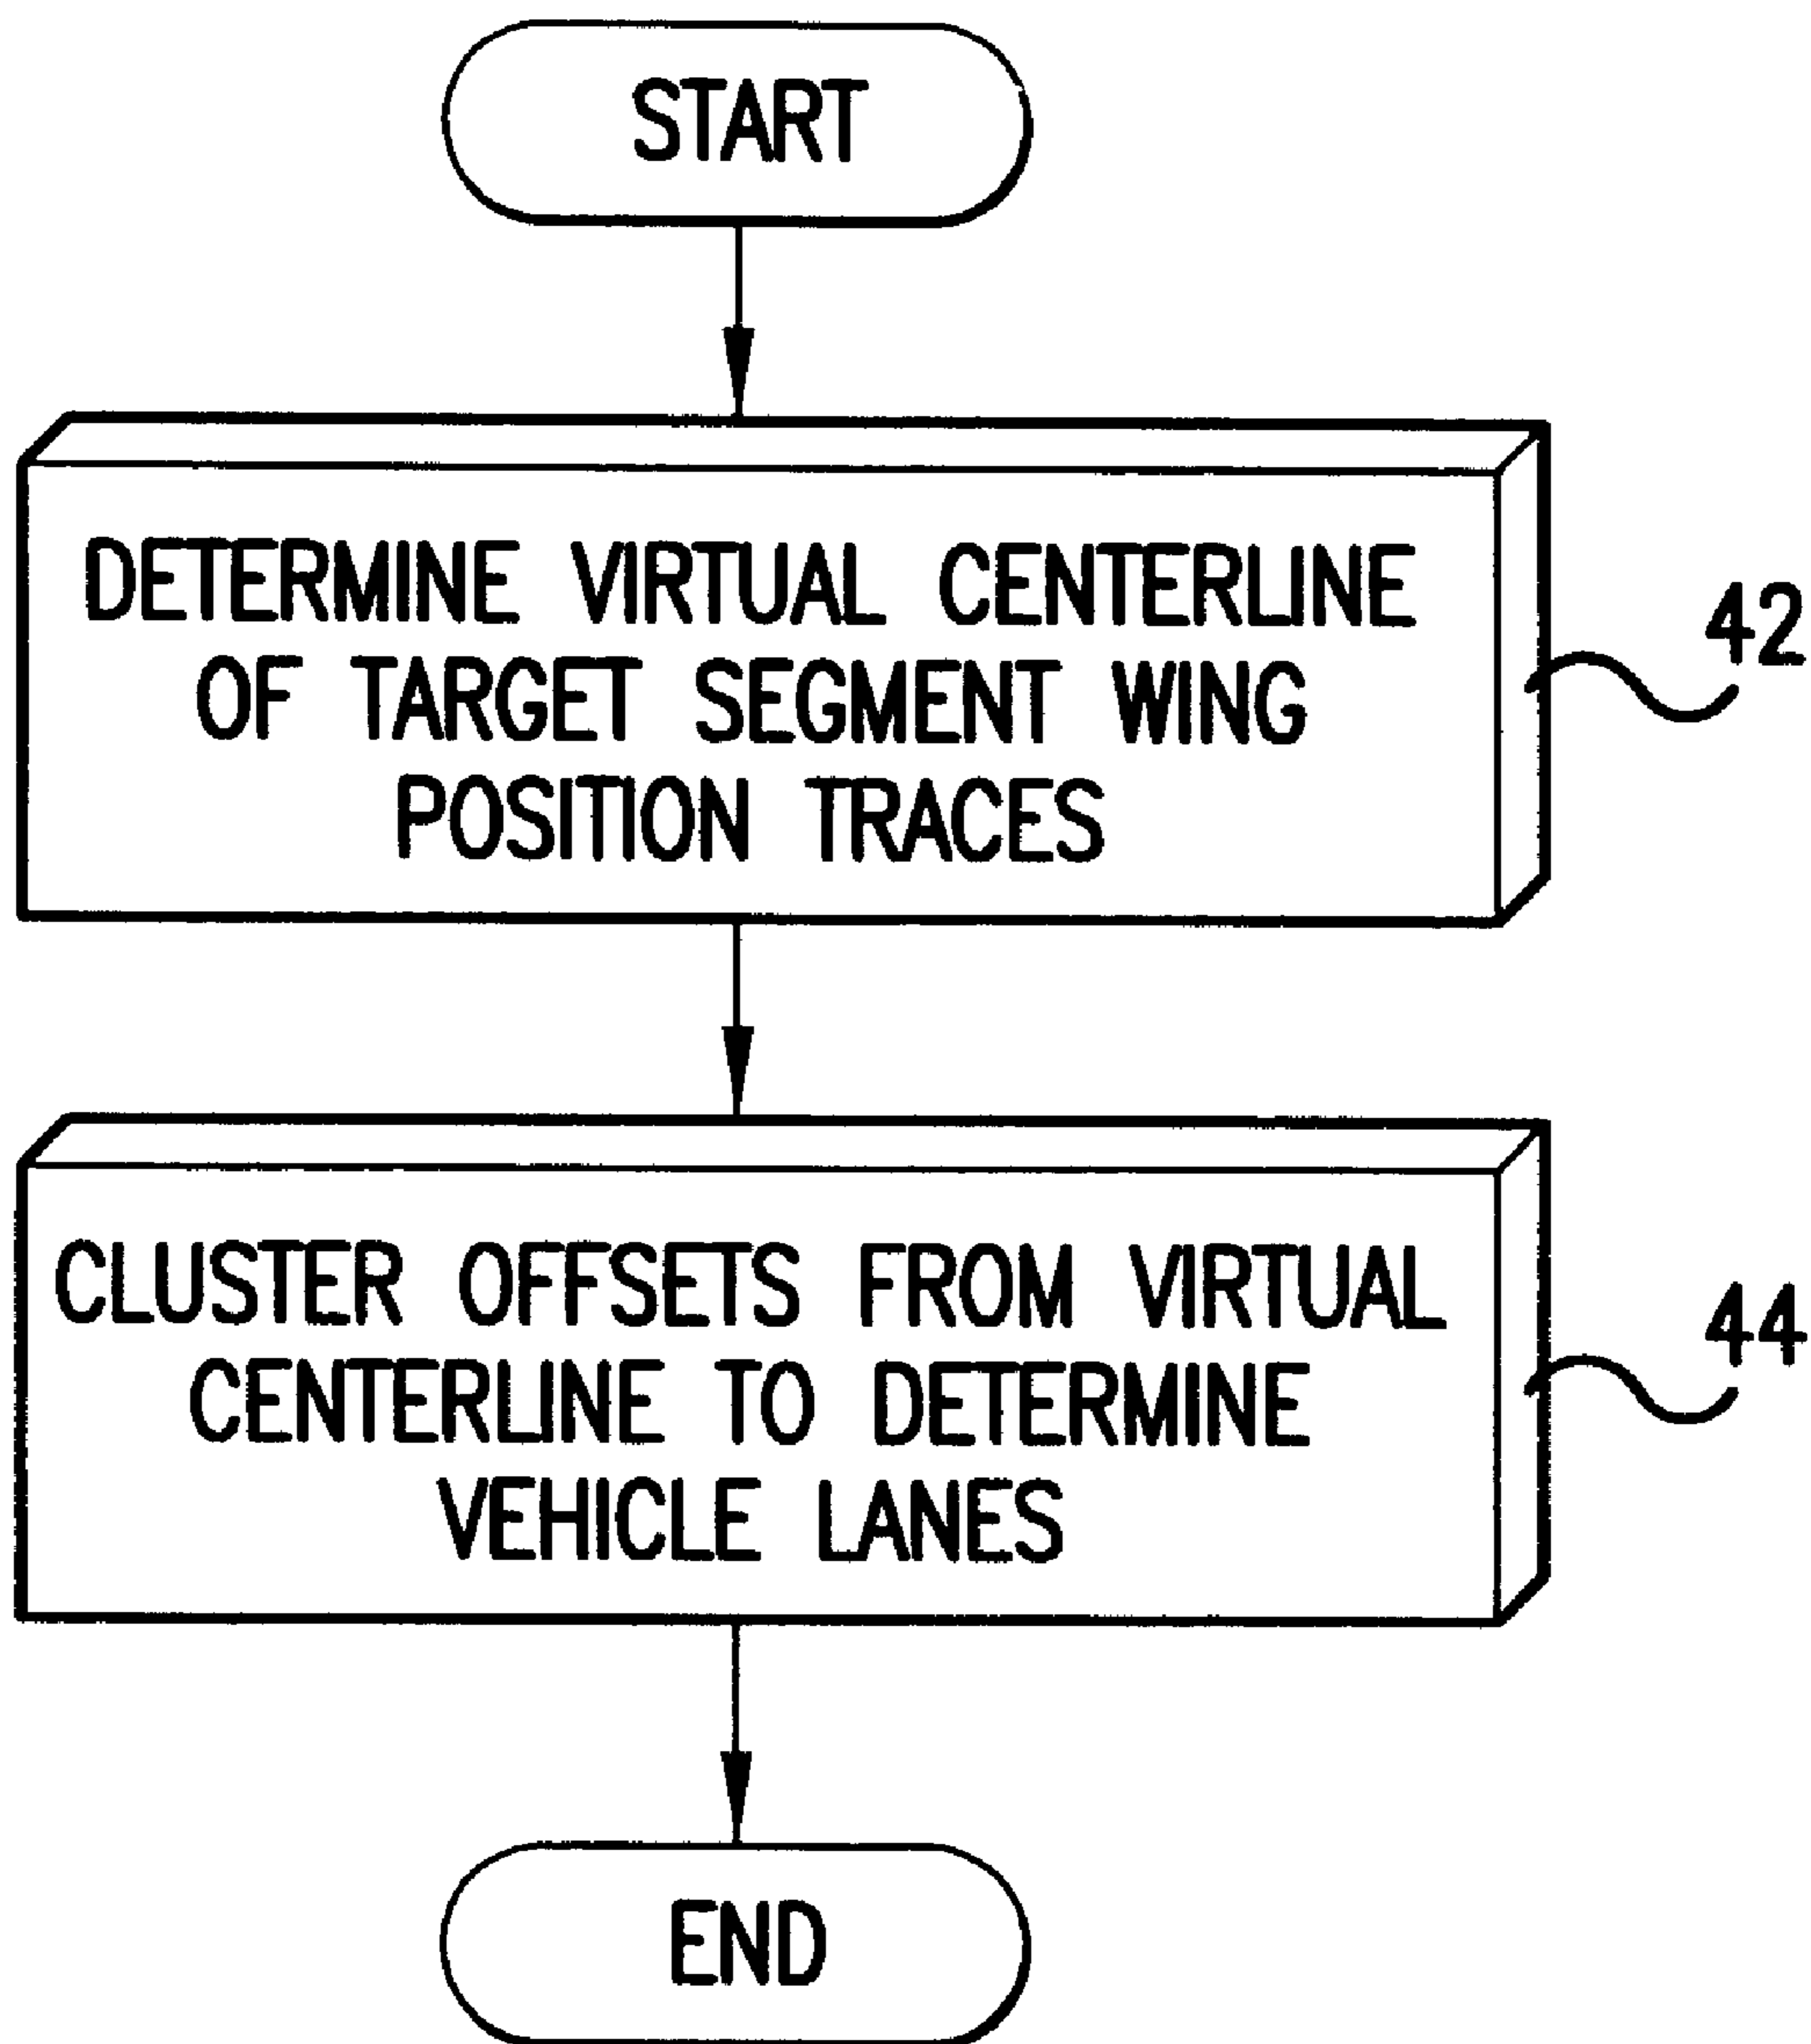 START
DETERMINE VIRTUAL CENTERLINE
OF TARGET SEGMENT WING
POSITION TRACES
42
CLUSTER OFFSETS FROM VIRTUAL
CENTERLINE TO DETERMINE
VEHICLE LANES
44
END